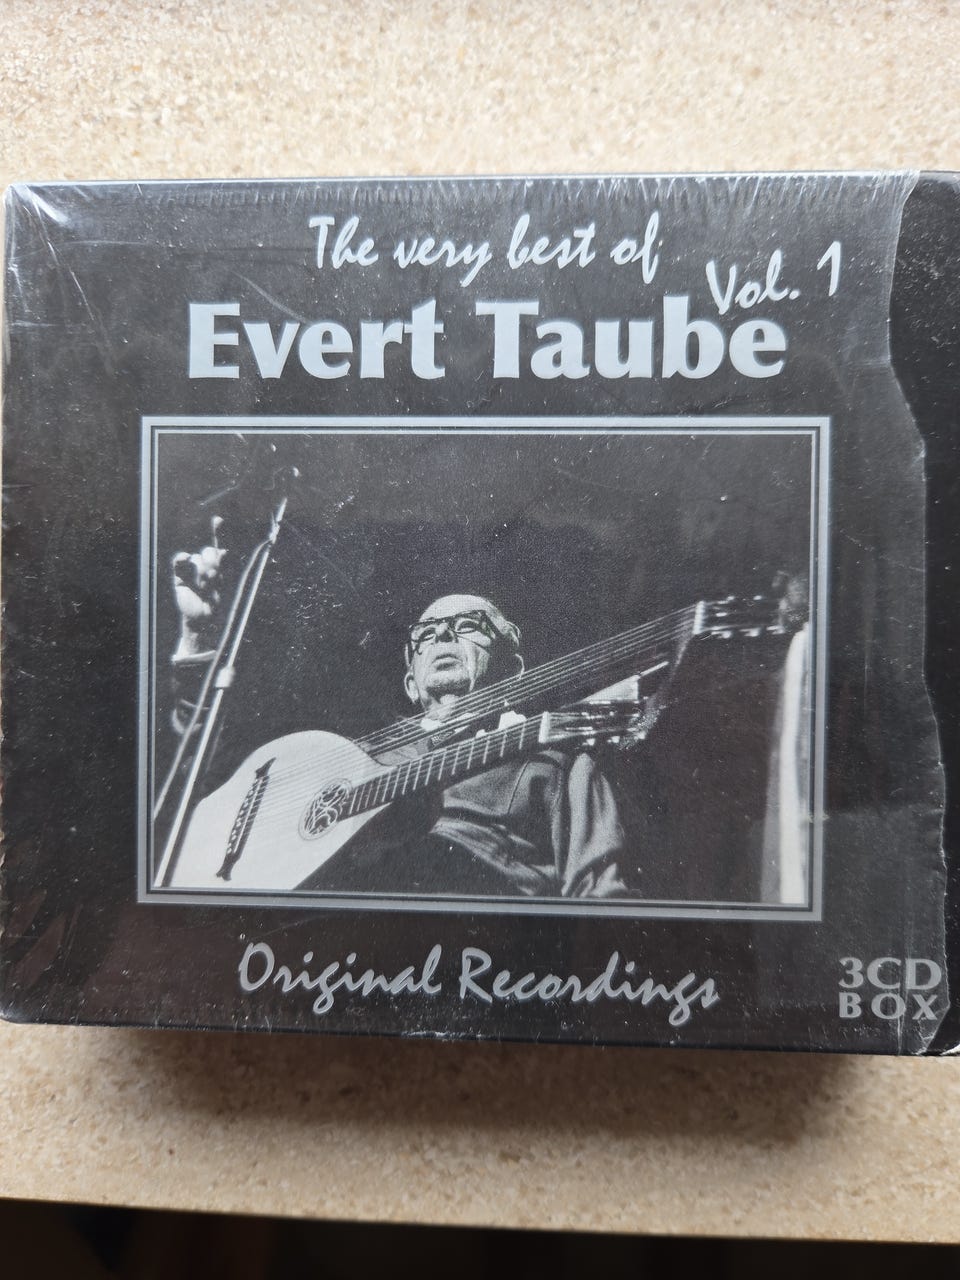 The very best of
Vol. 1
Evert Taube
Original Recordings
3CD
BOX